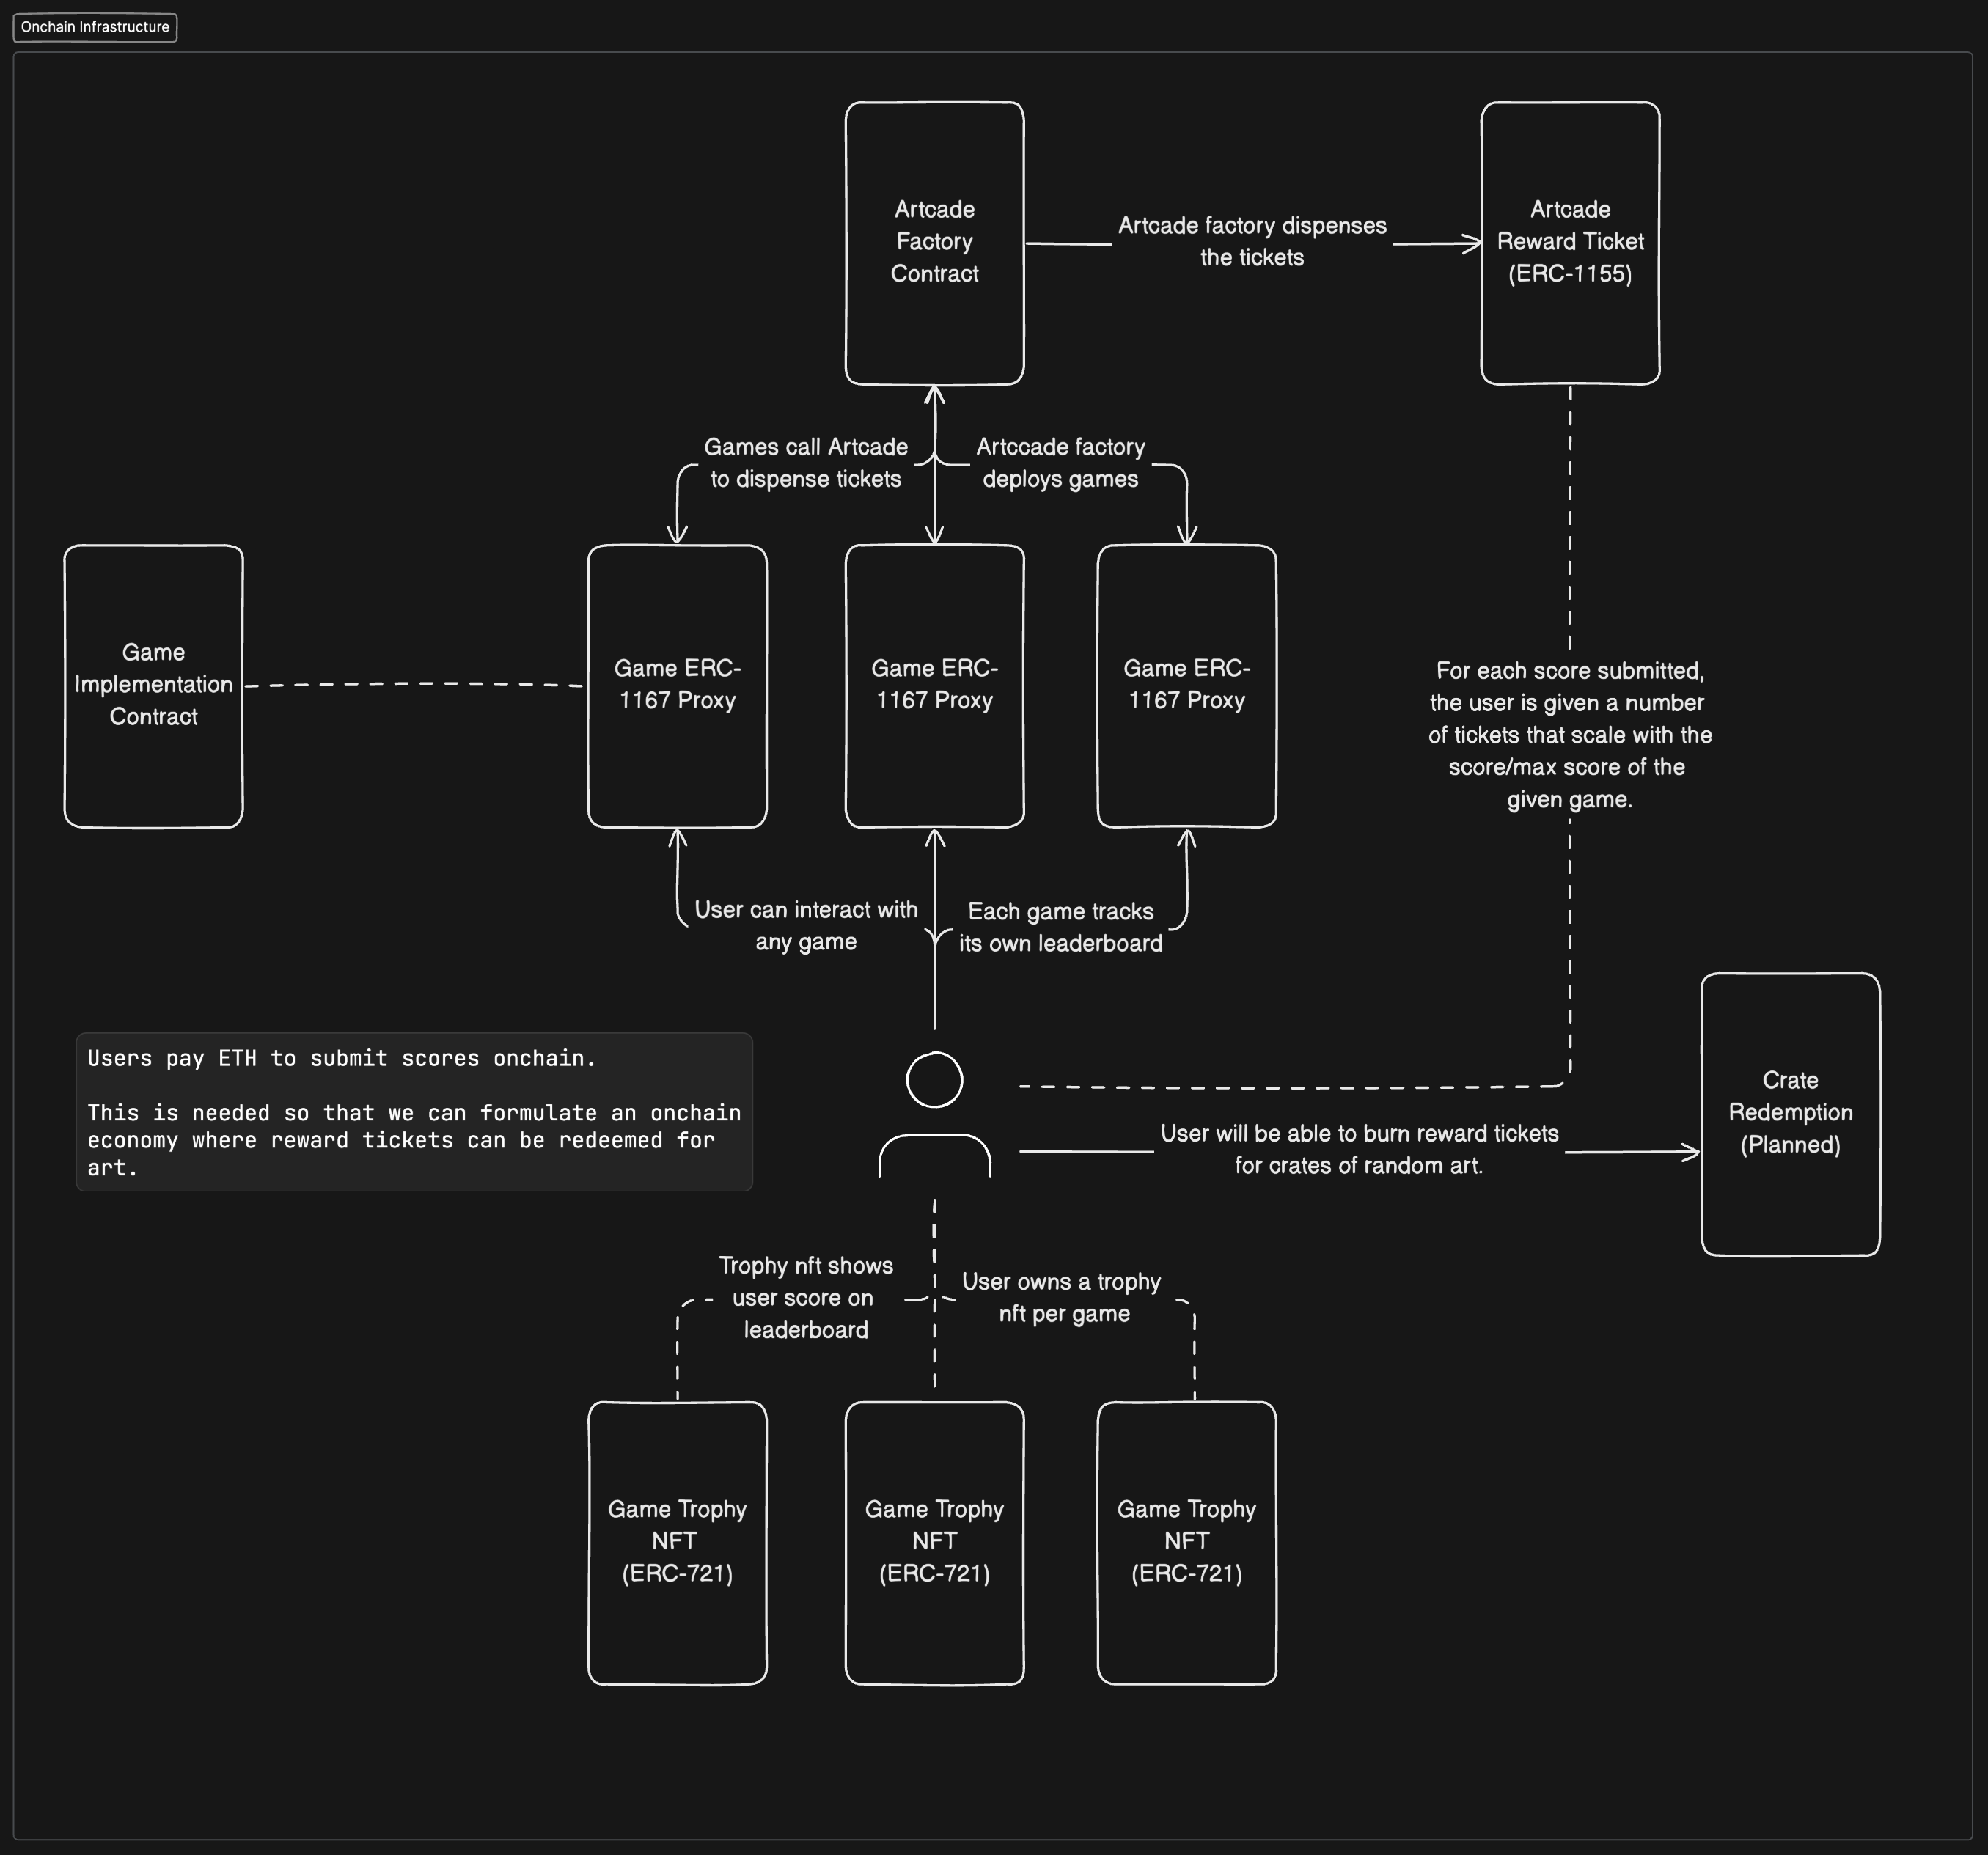 Onchain Infrastructure
Artcade
Factory
Contract
Artcade factory dispenses
the tickets
Artcade
Reward Ticket
(ERC-1155)
Games call Artcade
to dispense tickets
Artccade factory
deploys games
Game
Implementation
Contract
Game ERC-
1167 Proxy
Game ERC-
1167 Proxy
Game ERC-
1167 Proxy
For each score submitted,
the user is given a number
of tickets that scale with the
score/max score of the
given game.
User can interact with
any game
Each game tracks
its own leaderboard
Users pay ETH to submit scores onchain.
This is needed so that we can formulate an onchain
economy where reward tickets can be redeemed for
art.
User will be able to burn reward tickets
for crates of random art.
Crate
Redemption
(Planned)
Trophy nft shows
user score on
leaderboard
User owns a trophy
nft per game
Game Trophy
NFT
(ERC-721)
Game Trophy
NFT
(ERC-721)
Game Trophy
NFT
(ERC-721)